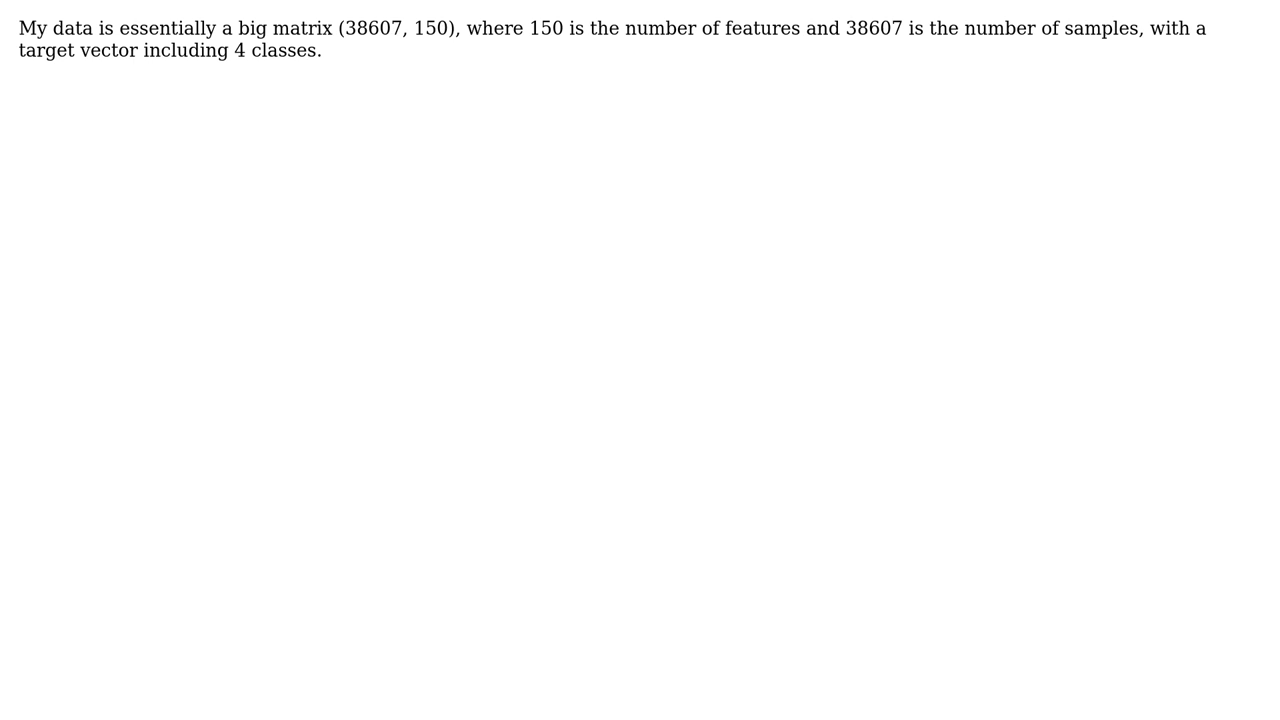 My data is essentially a big matrix (38607, 150), where 150 is the number of features and 38607 is the number of samples, with a
target vector including 4 classes.